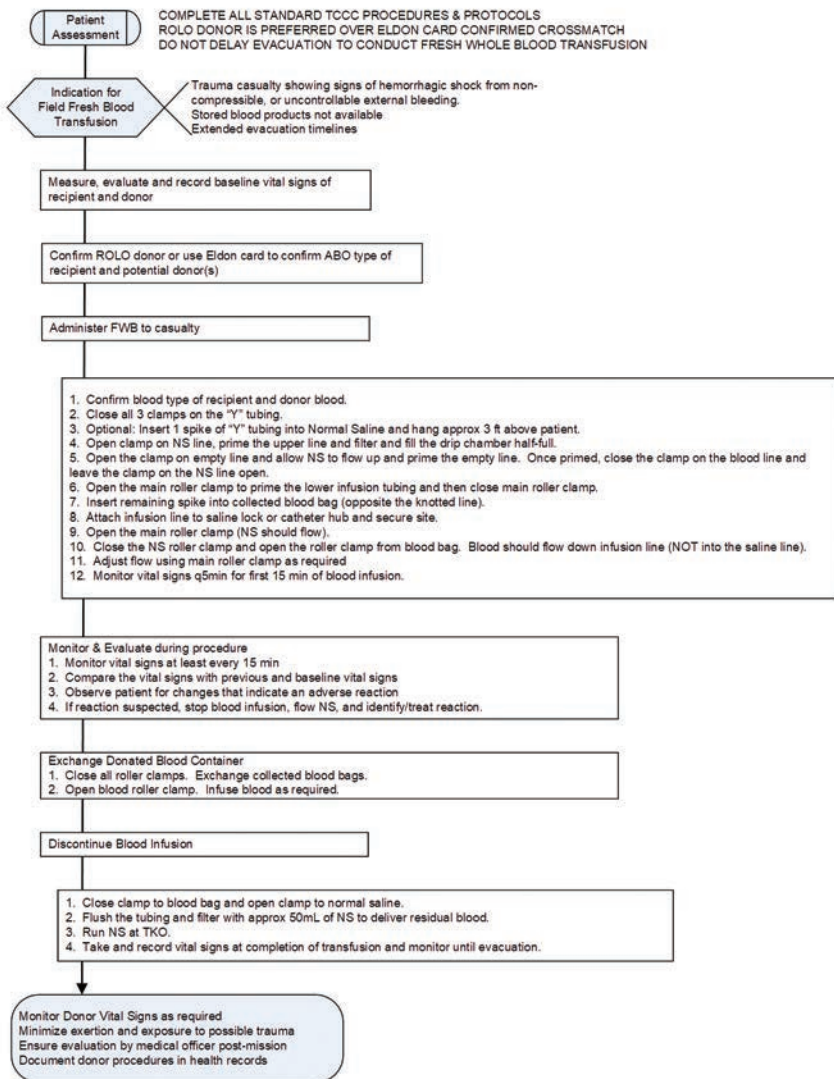 Patient
Assessment
COMPLETE ALL STANDARD TCCC PROCEDURES & PROTOCOLS
ROLO DONOR IS PREFERRED OVER ELDON CARD CONFIRMED CROSSMATCH
DO NOT DELAY EVACUATION TO CONDUCT FRESH WHOLE BLOOD TRANSFUSION
Indication for
Field Fresh Blood
Transfusion
Trauma casualty showing signs of hemorrhagic shock from non-
compressible, or uncontrollable external bleeding.
Stored blood products not available
Extended evacuation timelines
Measure, evaluate and record baseline vital signs of
recipient and donor
Confirm ROLO donor or use Eldon card to confirm ABO type of
recipient and potential donor(s)
Administer FWB to casualty
1. Confirm blood type of recipient and donor blood.
2. Close all 3 clamps on the "Y" tubing.
3. Optional: Insert 1 spike of "Y" tubing into Normal Saline and hang approx 3 ft above patient.
4. Open clamp on NS line, prime the upper line and filter and fill the drip chamber half-full.
5. Open the clamp on empty line and allow NS to flow up and prime the empty line. Once primed, close the clamp on the blood line and
leave the clamp on the NS line open.
6. Open the main roller clamp to prime the lower infusion tubing and then close main roller clamp.
7. Insert remaining spike into collected blood bag (opposite the knotted line).
8. Attach infusion line to saline lock or catheter hub and secure site.
9. Open the main roller clamp (NS should flow).
10. Close the NS roller clamp and open the roller clamp from blood bag. Blood should flow down infusion line (NOT into the saline line).
11. Adjust flow using main roller clamp as required
12. Monitor vital signs q5min for first 15 min of blood infusion.
Monitor & Evaluate during procedure
1. Monitor vital signs at least every 15 min
2. Compare the vital signs with previous and baseline vital signs
3. Observe patient for changes that indicate an adverse reaction
4. If reaction suspected, stop blood infusion, flow NS, and identify/treat reaction.
Exchange Donated Blood Container
1. Close all roller clamps. Exchange collected blood bags.
2. Open blood roller clamp. Infuse blood as required.
Discontinue Blood Infusion
1. Close clamp to blood bag and open clamp to normal saline.
2. Flush the tubing and filter with approx 50mL of NS to deliver residual blood.
3. Run NS at TKO.
4. Take and record vital signs at completion of transfusion and monitor until evacuation.
Monitor Donor Vital Signs as required
Minimize exertion and exposure to possible trauma
Ensure evaluation by medical officer post-mission
Document donor procedures in health records